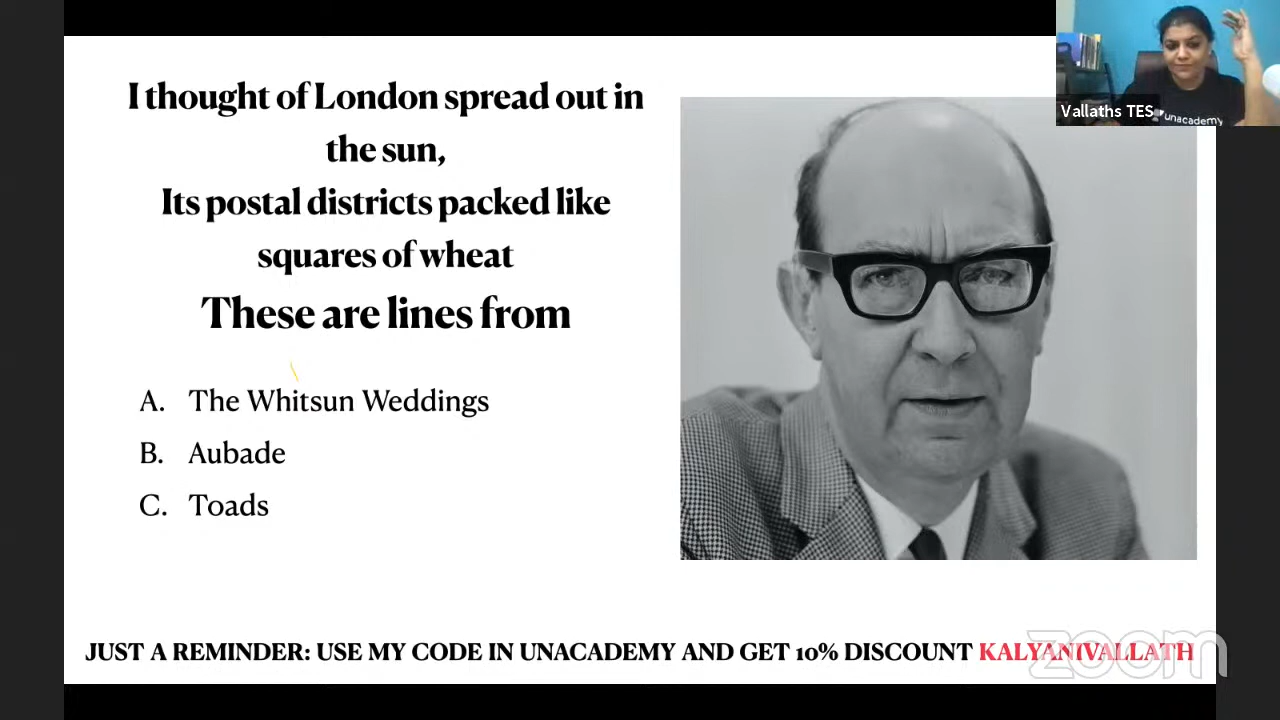 I thought of London spread out in
the sun,
Its postal districts packed like
squares of wheat
These are lines from
A. The Whitsun Weddings
B. Aubade
C. Toads
JUST A REMINDER: USE MY CODE IN UNACADEMY AND GET 10% DISCOUNT KALYANIVALLATH
Vallaths TES
unacademy
zoom